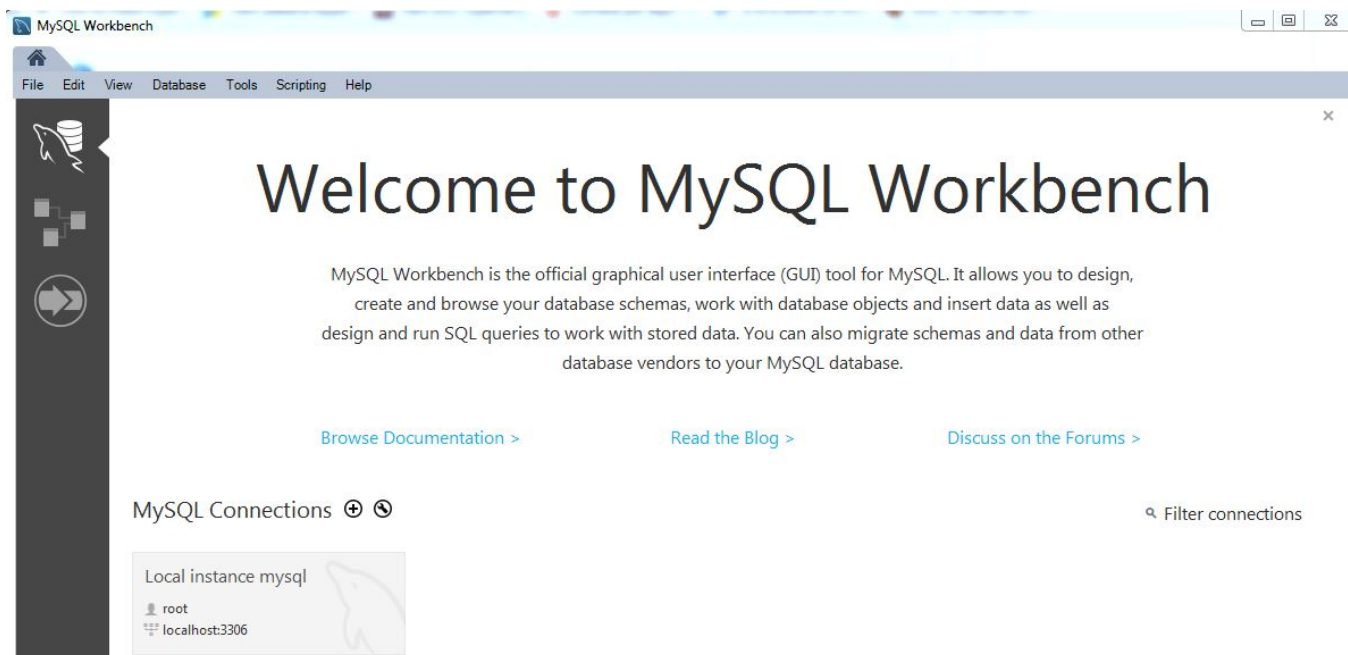 MySQL Workbench
File Edit View Database Tools Scripting Help
Welcome to MySQL Workbench
MySQL Workbench is the official graphical user interface (GUI) tool for MySQL. It allows you to design,
create and browse your database schemas, work with database objects and insert data as well as
design and run SQL queries to work with stored data. You can also migrate schemas and data from other
database vendors to your MySQL database.
Browse Documentation > Read the Blog > Discuss on the Forums >
MySQL Connections Filter connections
Local instance mysql
root
localhost:3306